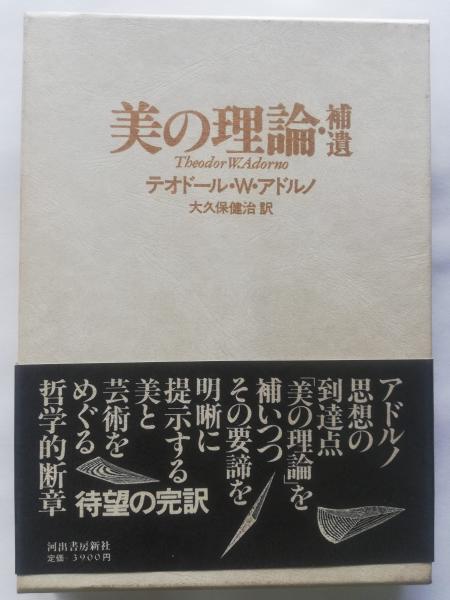 美の理論・補遺
Theodor W. Adorno
テオドール・W・アドルノ
大久保健治 訳
アドルノ
思想の
到達点
「美の理論」を
補いつつ
その要諦を
明晰に
提示する
美と
芸術を
めぐる
哲学的断章
待望の完訳
河出書房新社
定価 3900円